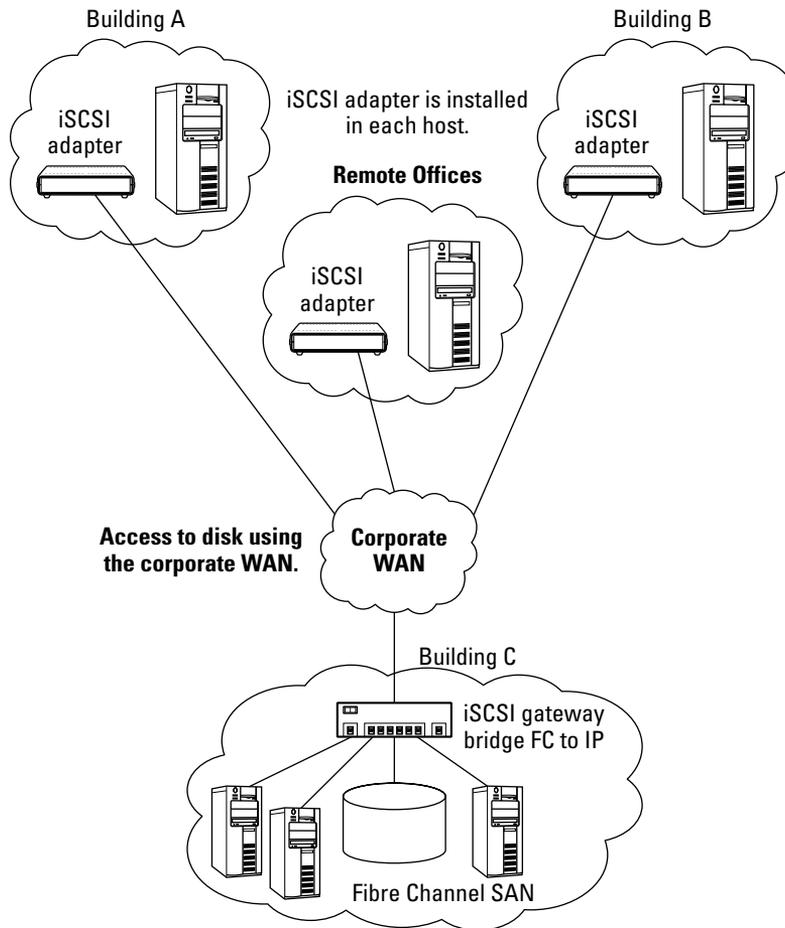 Building A
Building B
iSCSI adapter is installed
in each host.
iSCSI
adapter
iSCSI
adapter
Remote Offices
iSCSI
adapter
Access to disk using
the corporate WAN.
Corporate
WAN
Building C
iSCSI gateway
bridge FC to IP
Fibre Channel SAN